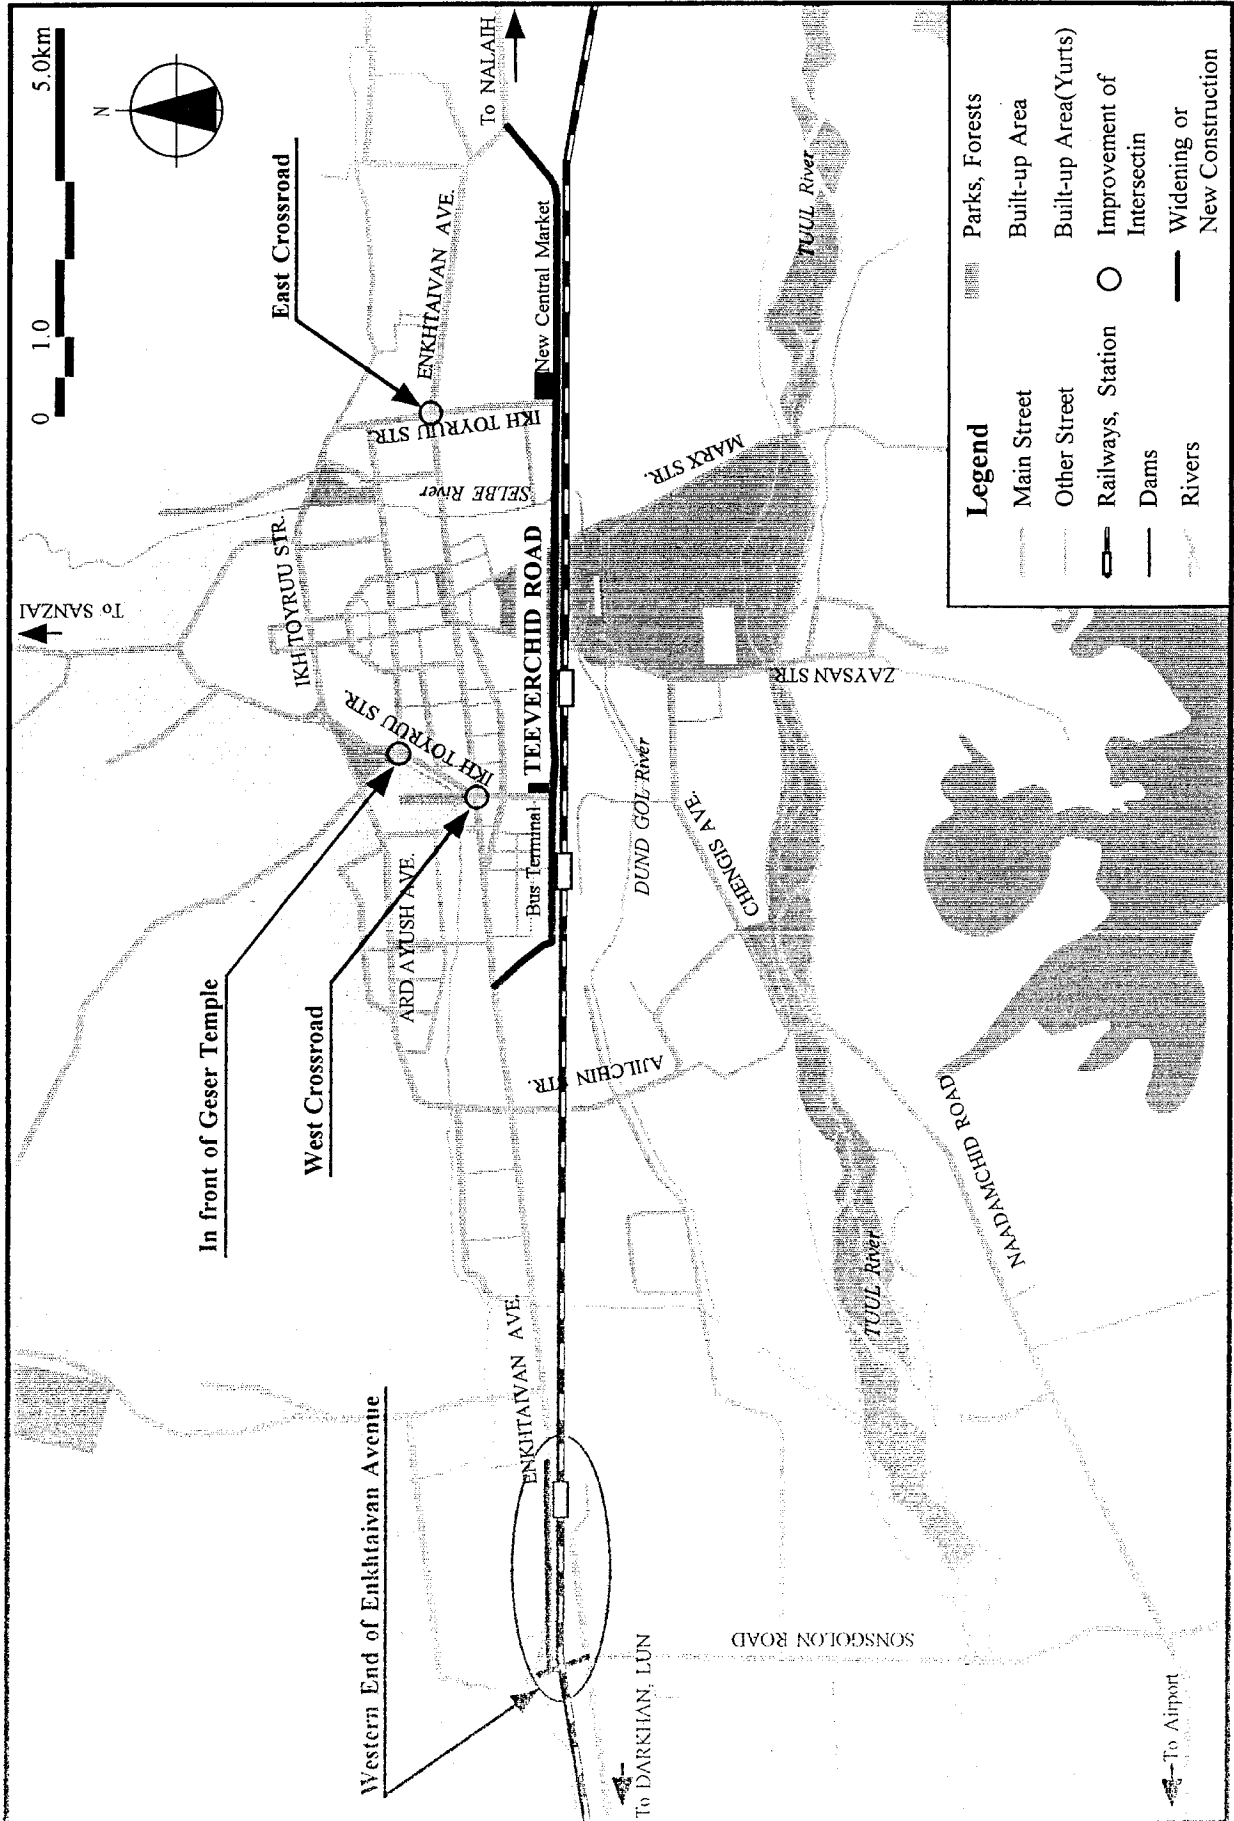 0 1.0 5.0km
N
To NALAIH
East Crossroad
ENKHTAIVAN AVE.
New Central Market
IKH TOYRUU STR.
SELBE River
To SANZAI
IKH TOYRUU STR.
IKH TOYRUU STR.
TEEVERCHID ROAD
Bus Terminal
ARD AYUSH AVE.
In front of Geser Temple
West Crossroad
AJILCHIN STR.
ENKHTAIVAN AVE.
Western End of Enkhtaivan Avenue
To DARKHAN, LUN
SONSGOLON ROAD
To Airport
NAADAMCHID ROAD
TUUL River
CHENGIS AVE.
DUND GOL River
ZAYSAN STR.
MARX STR.
TUUL River
Legend
Main Street
Other Street
Railways, Station
Dams
Rivers
Parks, Forests
Built-up Area
Built-up Area(Yurts)
Improvement of
Intersectin
Widening or
New Construction